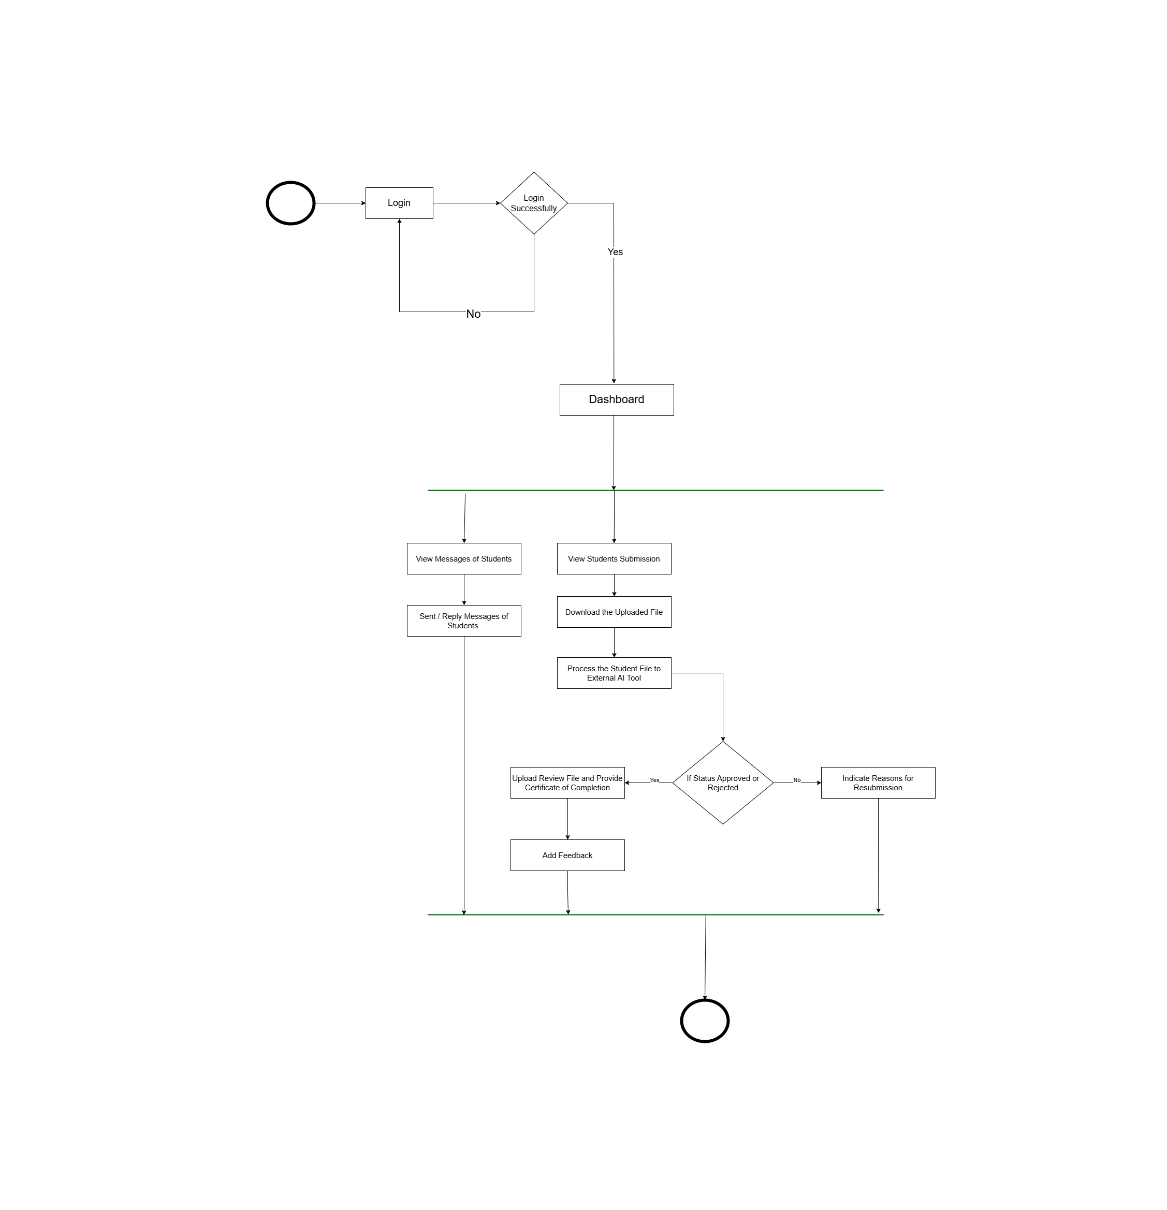 Login
Login
Successfully
Yes
No
Dashboard
View Messages of Students
View Students Submission
Sent / Reply Messages of
Students
Download the Uploaded File
Process the Student File to
External AI Tool
Upload Review File and Provide
Certificate of Completion
Yes
If Status Approved or
Rejected
No
Indicate Reasons for
Resubmission
Add Feedback